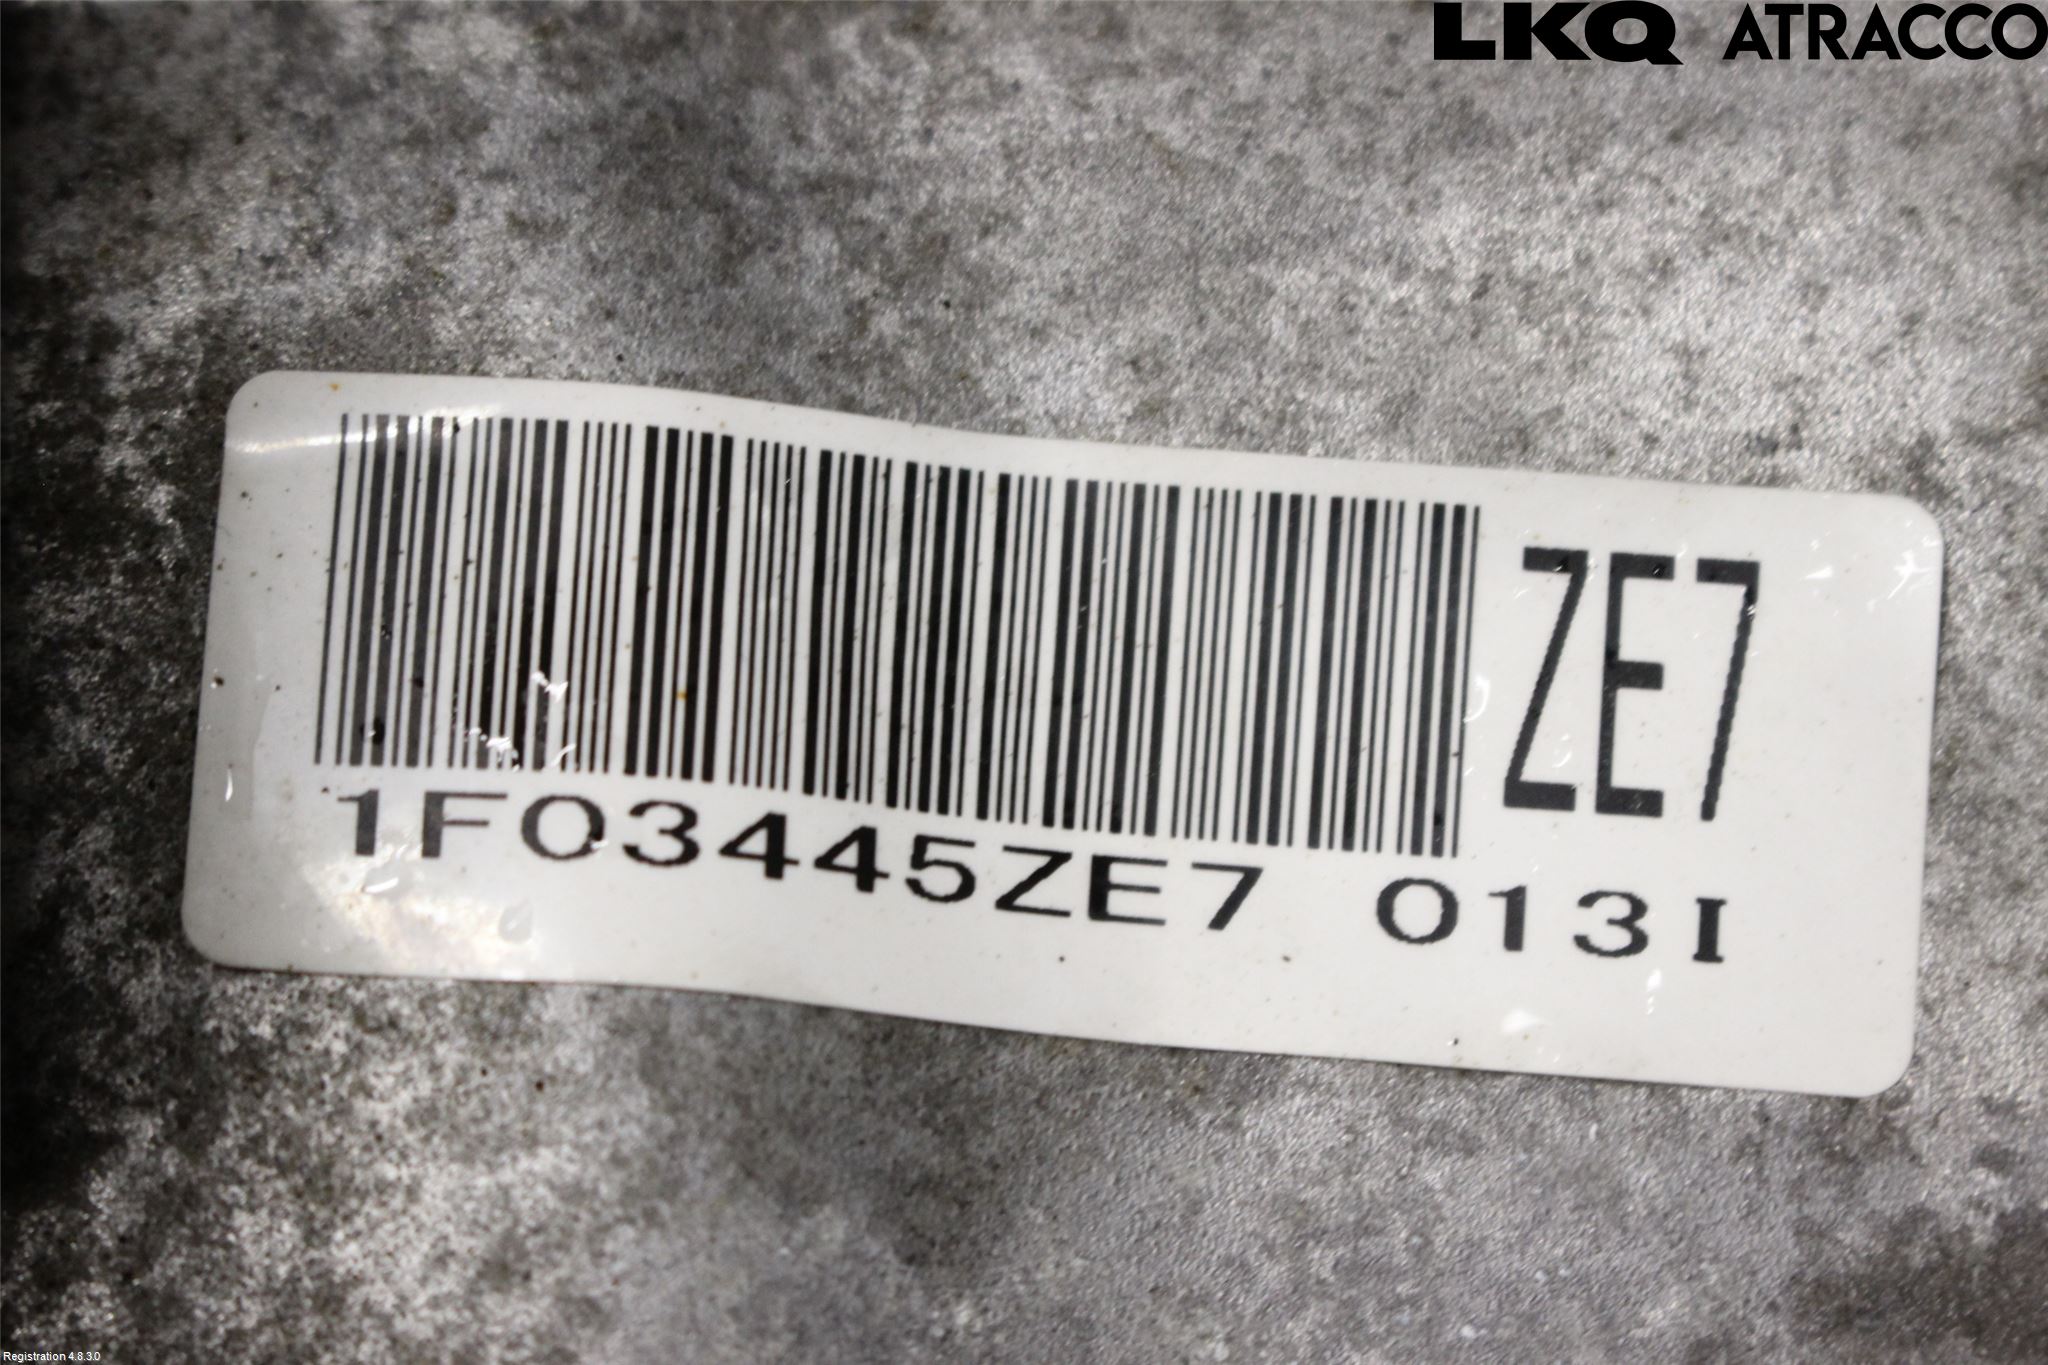 LKQ ATRACCO
ZE7
1F03445ZE7 013I
Registration 4.8.3.0